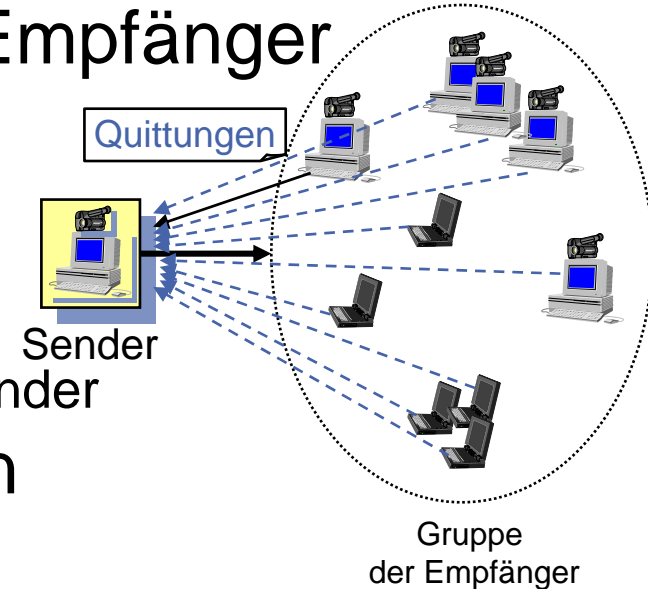 Empfänger
Quittungen
Sender
nder
n
Gruppe
der Empfänger